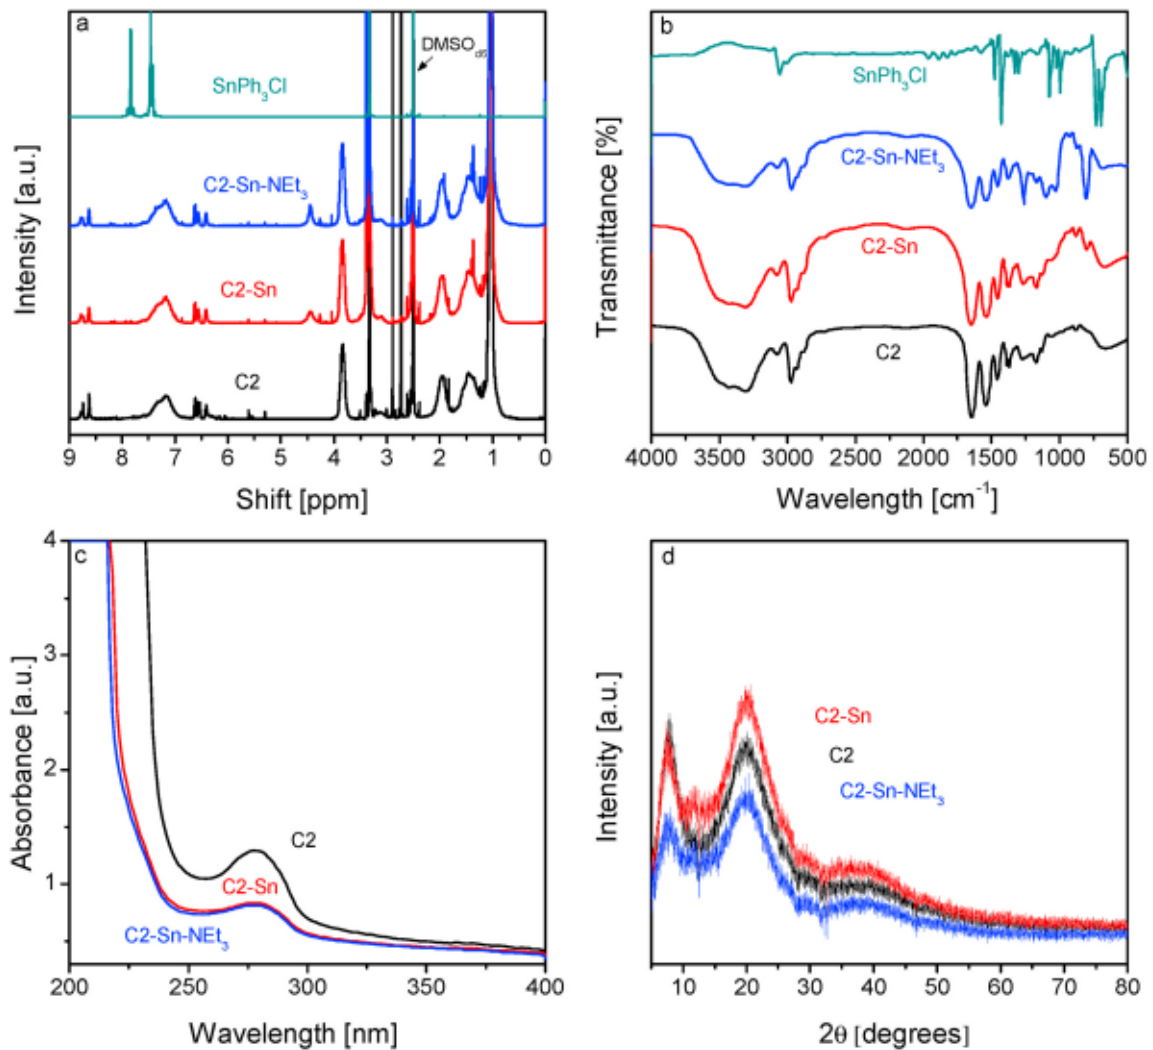 a
DMSO_d6
SnPh₃Cl
C2-Sn-NEt₃
C2-Sn
C2
Intensity [a.u.]
9 8 7 6 5 4 3 2 1 0
Shift [ppm]
b
SnPh₃Cl
C2-Sn-NEt₃
C2-Sn
C2
Transmittance [%]
4000 3500 3000 2500 2000 1500 1000 500
Wavelength [cm⁻¹]
c
4
3
2
1
C2
C2-Sn
C2-Sn-NEt₃
Absorbance [a.u.]
200 250 300 350 400
Wavelength [nm]
d
C2-Sn
C2
C2-Sn-NEt₃
Intensity [a.u.]
10 20 30 40 50 60 70 80
2θ [degrees]